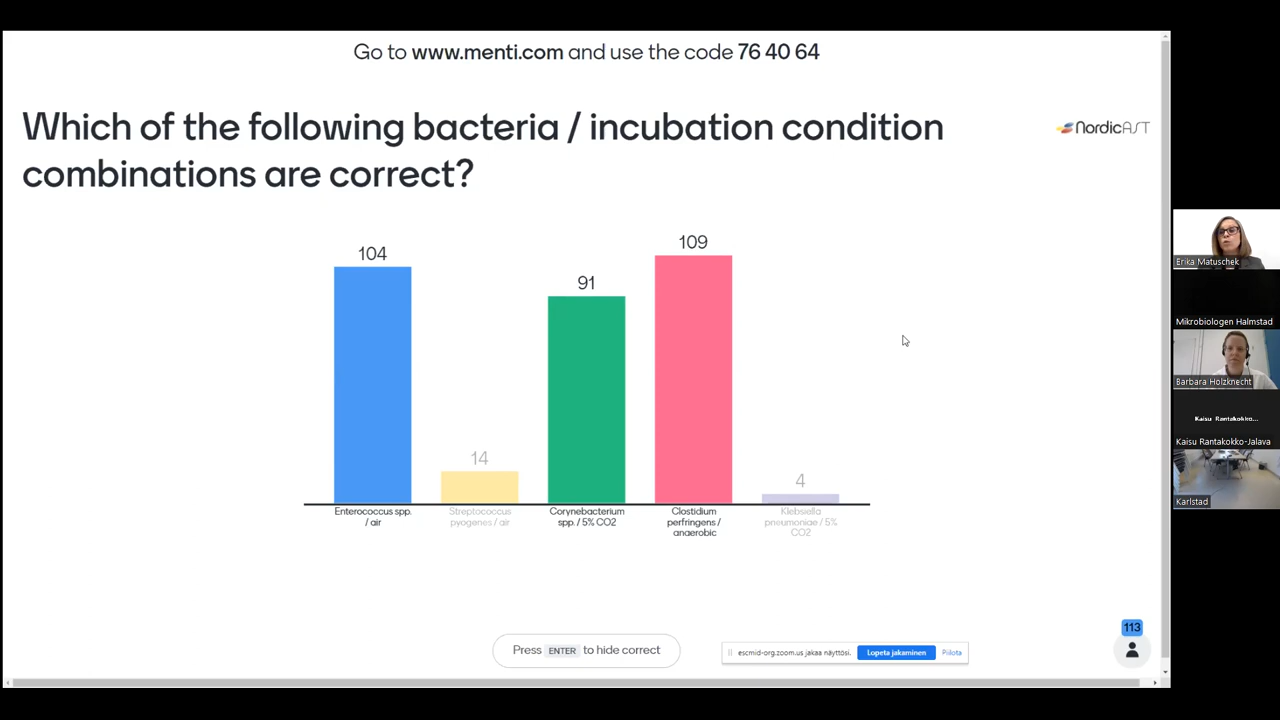 Go to www.menti.com and use the code 76 40 64
Which of the following bacteria / incubation condition
combinations are correct?
NordicAST
104
14
91
109
4
Enterococcus spp.
/ air
Streptococcus
pyogenes / air
Corynebacterium
spp. / 5% CO2
Clostidium
perfringens /
anaerobic
Klebsiella
pneumoniae / 5%
CO2
Press ENTER to hide correct
escmid-org.zoom.us jakaa näyttösi.
Lopeta jakaminen
Piilota
113
Erika Matuschek
Mikrobiologen Halmstad
Barbara Holzknecht
Kaisu Rantakokko...
Kaisu Rantakokko-Jalava
Karlstad